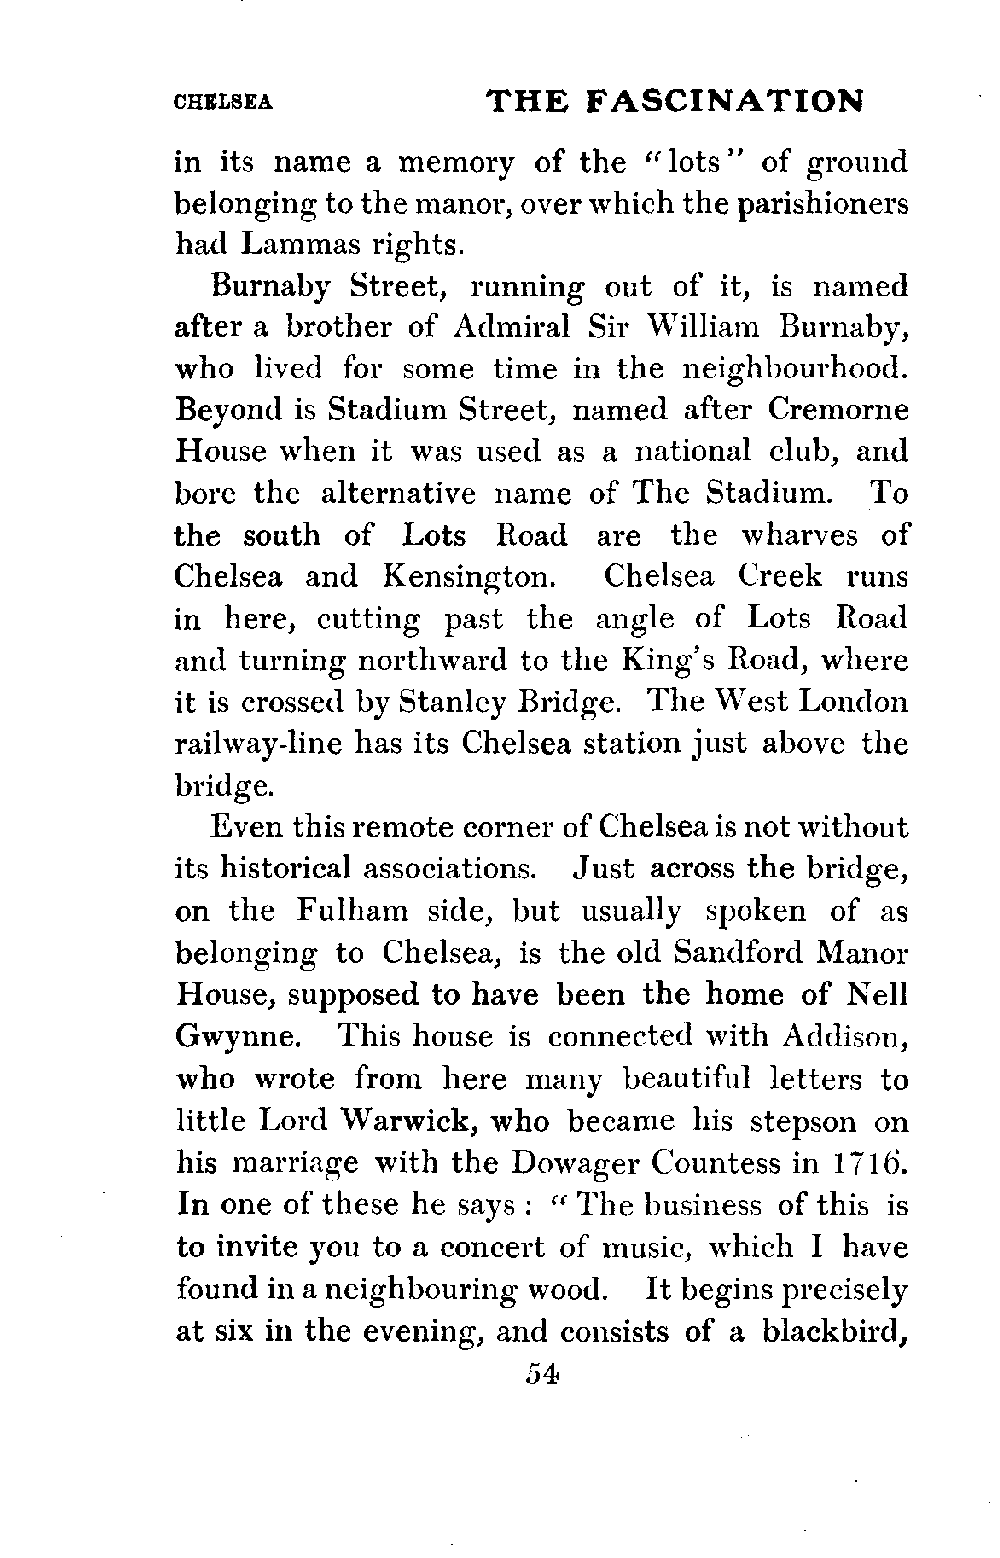 CHELSEA THE FASCINATION
in its name a memory of the "lots" of ground
belonging to the manor, over which the parishioners
had Lammas rights.
Burnaby Street, running out of it, is named
after a brother of Admiral Sir William Burnaby,
who lived for some time in the neighbourhood.
Beyond is Stadium Street, named after Cremorne
House when it was used as a national club, and
bore the alternative name of The Stadium. To
the south of Lots Road are the wharves of
Chelsea and Kensington. Chelsea Creek runs
in here, cutting past the angle of Lots Road
and turning northward to the King's Road, where
it is crossed by Stanley Bridge. The West London
railway-line has its Chelsea station just above the
bridge.
Even this remote corner of Chelsea is not without
its historical associations. Just across the bridge,
on the Fulham side, but usually spoken of as
belonging to Chelsea, is the old Sandford Manor
House, supposed to have been the home of Nell
Gwynne. This house is connected with Addison,
who wrote from here many beautiful letters to
little Lord Warwick, who became his stepson on
his marriage with the Dowager Countess in 1716.
In one of these he says : "The business of this is
to invite you to a concert of music, which I have
found in a neighbouring wood. It begins precisely
at six in the evening, and consists of a blackbird,
54